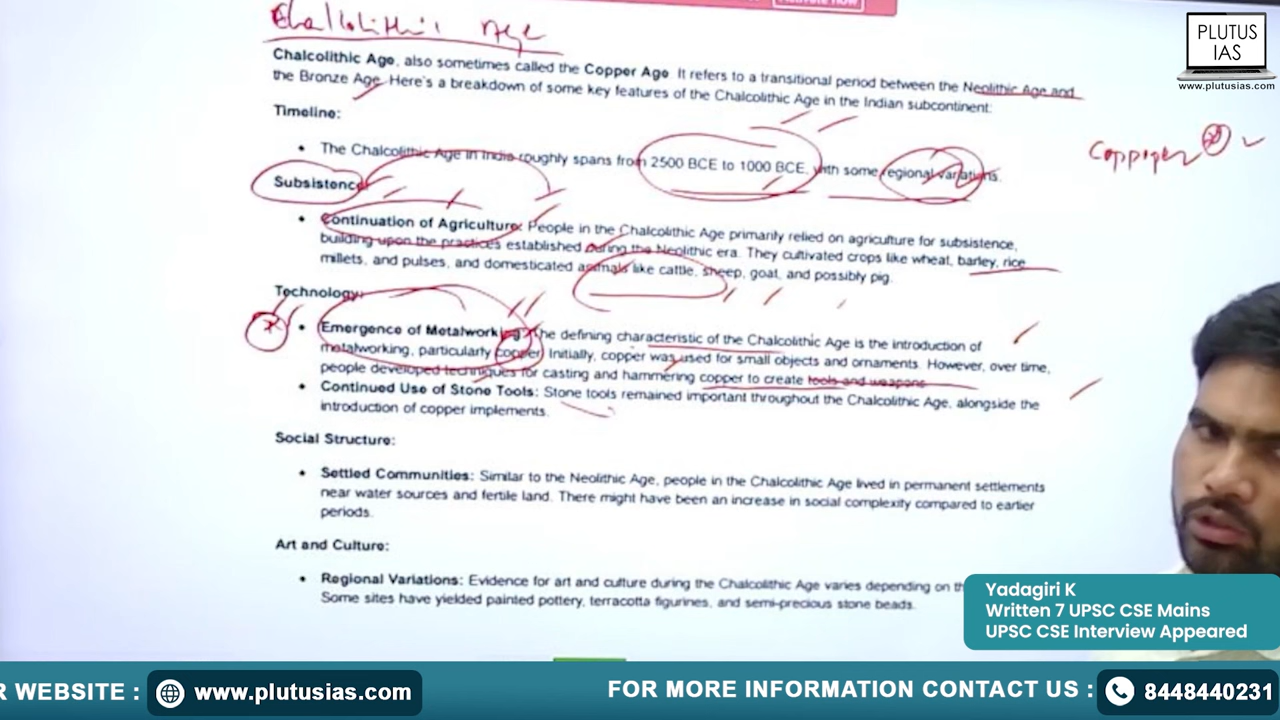 Chalcolithic Age
PLUTUS
IAS
www.plutusias.com
Chalcolithic Age, also sometimes called the Copper Age. It refers to a transitional period between the Neolithic Age and
the Bronze Age. Here's a breakdown of some key features of the Chalcolithic Age in the Indian subcontinent:
Timeline:
• The Chalcolithic Age in India roughly spans from 2500 BCE to 1000 BCE, with some regional variations.
Subsistence:
• Continuation of Agriculture: People in the Chalcolithic Age primarily relied on agriculture for subsistence,
building upon the practices established during the Neolithic era. They cultivated crops like wheat, barley, rice
millets, and pulses, and domesticated animals like cattle, sheep, goat, and possibly pig.
Technology:
• Emergence of Metalworking: The defining characteristic of the Chalcolithic Age is the introduction of
metalworking, particularly copper. Initially, copper was used for small objects and ornaments. However, over time,
people developed techniques for casting and hammering copper to create tools and weapons
• Continued Use of Stone Tools: Stone tools remained important throughout the Chalcolithic Age, alongside the
introduction of copper implements.
Social Structure:
• Settled Communities: Similar to the Neolithic Age, people in the Chalcolithic Age lived in permanent settlements
near water sources and fertile land. There might have been an increase in social complexity compared to earlier
periods.
Art and Culture:
• Regional Variations: Evidence for art and culture during the Chalcolithic Age varies depending on th
Some sites have yielded painted pottery, terracotta figurines, and semi-precious stone beads.
Yadagiri K
Written 7 UPSC CSE Mains
UPSC CSE Interview Appeared
R WEBSITE : www.plutusias.com
FOR MORE INFORMATION CONTACT US : 8448440231